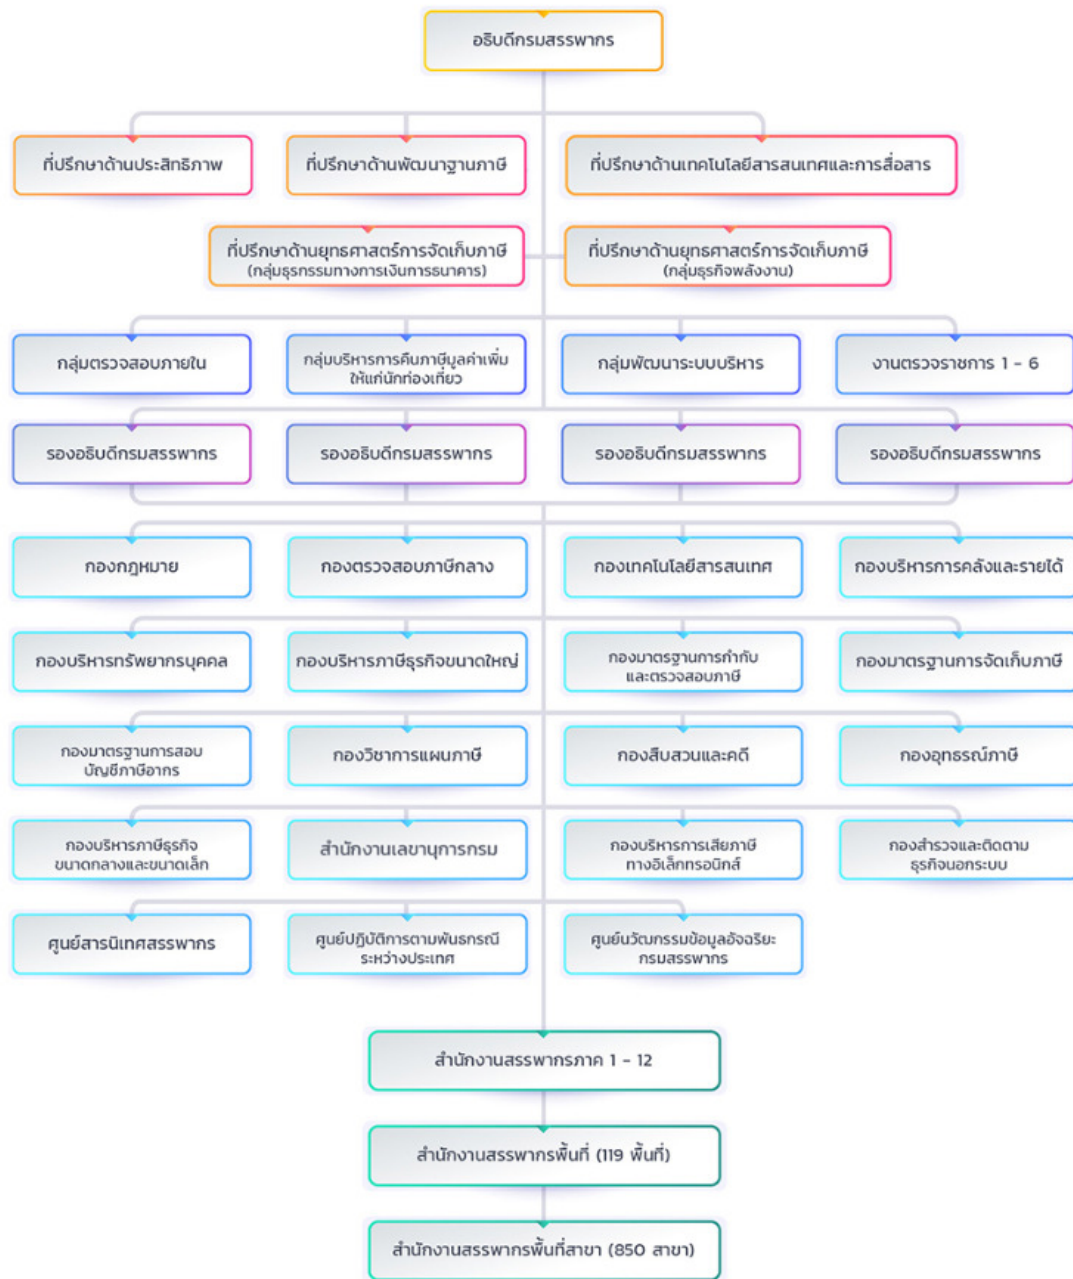 อธิบดีกรมสรรพากร
ที่ปรึกษาด้านประสิทธิภาพ
ที่ปรึกษาด้านพัฒนาฐานภาษี
ที่ปรึกษาด้านเทคโนโลยีสารสนเทศและการสื่อสาร
ที่ปรึกษาด้านยุทธศาสตร์การจัดเก็บภาษี
(กลุ่มธุรกรรมทางการเงินการธนาคาร)
ที่ปรึกษาด้านยุทธศาสตร์การจัดเก็บภาษี
(กลุ่มธุรกิจพลังงาน)
กลุ่มตรวจสอบภายใน
กลุ่มบริหารการคืนภาษีมูลค่าเพิ่ม
ให้แก่นักท่องเที่ยว
กลุ่มพัฒนาระบบบริหาร
งานตรวจราชการ 1 - 6
รองอธิบดีกรมสรรพากร
รองอธิบดีกรมสรรพากร
รองอธิบดีกรมสรรพากร
รองอธิบดีกรมสรรพากร
กองกฎหมาย
กองตรวจสอบภาษีกลาง
กองเทคโนโลยีสารสนเทศ
กองบริหารการคลังและรายได้
กองบริหารทรัพยากรบุคคล
กองบริหารภาษีธุรกิจขนาดใหญ่
กองมาตรฐานการกำกับ
และตรวจสอบภาษี
กองมาตรฐานการจัดเก็บภาษี
กองมาตรฐานการสอบ
บัญชีภาษีอากร
กองวิชาการแผนภาษี
กองสืบสวนและคดี
กองอุทธรณ์ภาษี
กองบริหารภาษีธุรกิจ
ขนาดกลางและขนาดเล็ก
สำนักงานเลขานุการกรม
กองบริหารการเสียภาษี
ทางอิเล็กทรอนิกส์
กองสำรวจและติดตาม
ธุรกิจนอกระบบ
ศูนย์สารนิเทศสรรพากร
ศูนย์ปฏิบัติการตามพันธกรณี
ระหว่างประเทศ
ศูนย์นวัตกรรมข้อมูลอัจฉริยะ
กรมสรรพากร
สำนักงานสรรพากรภาค 1 - 12
สำนักงานสรรพากรพื้นที่ (119 พื้นที่)
สำนักงานสรรพากรพื้นที่สาขา (850 สาขา)